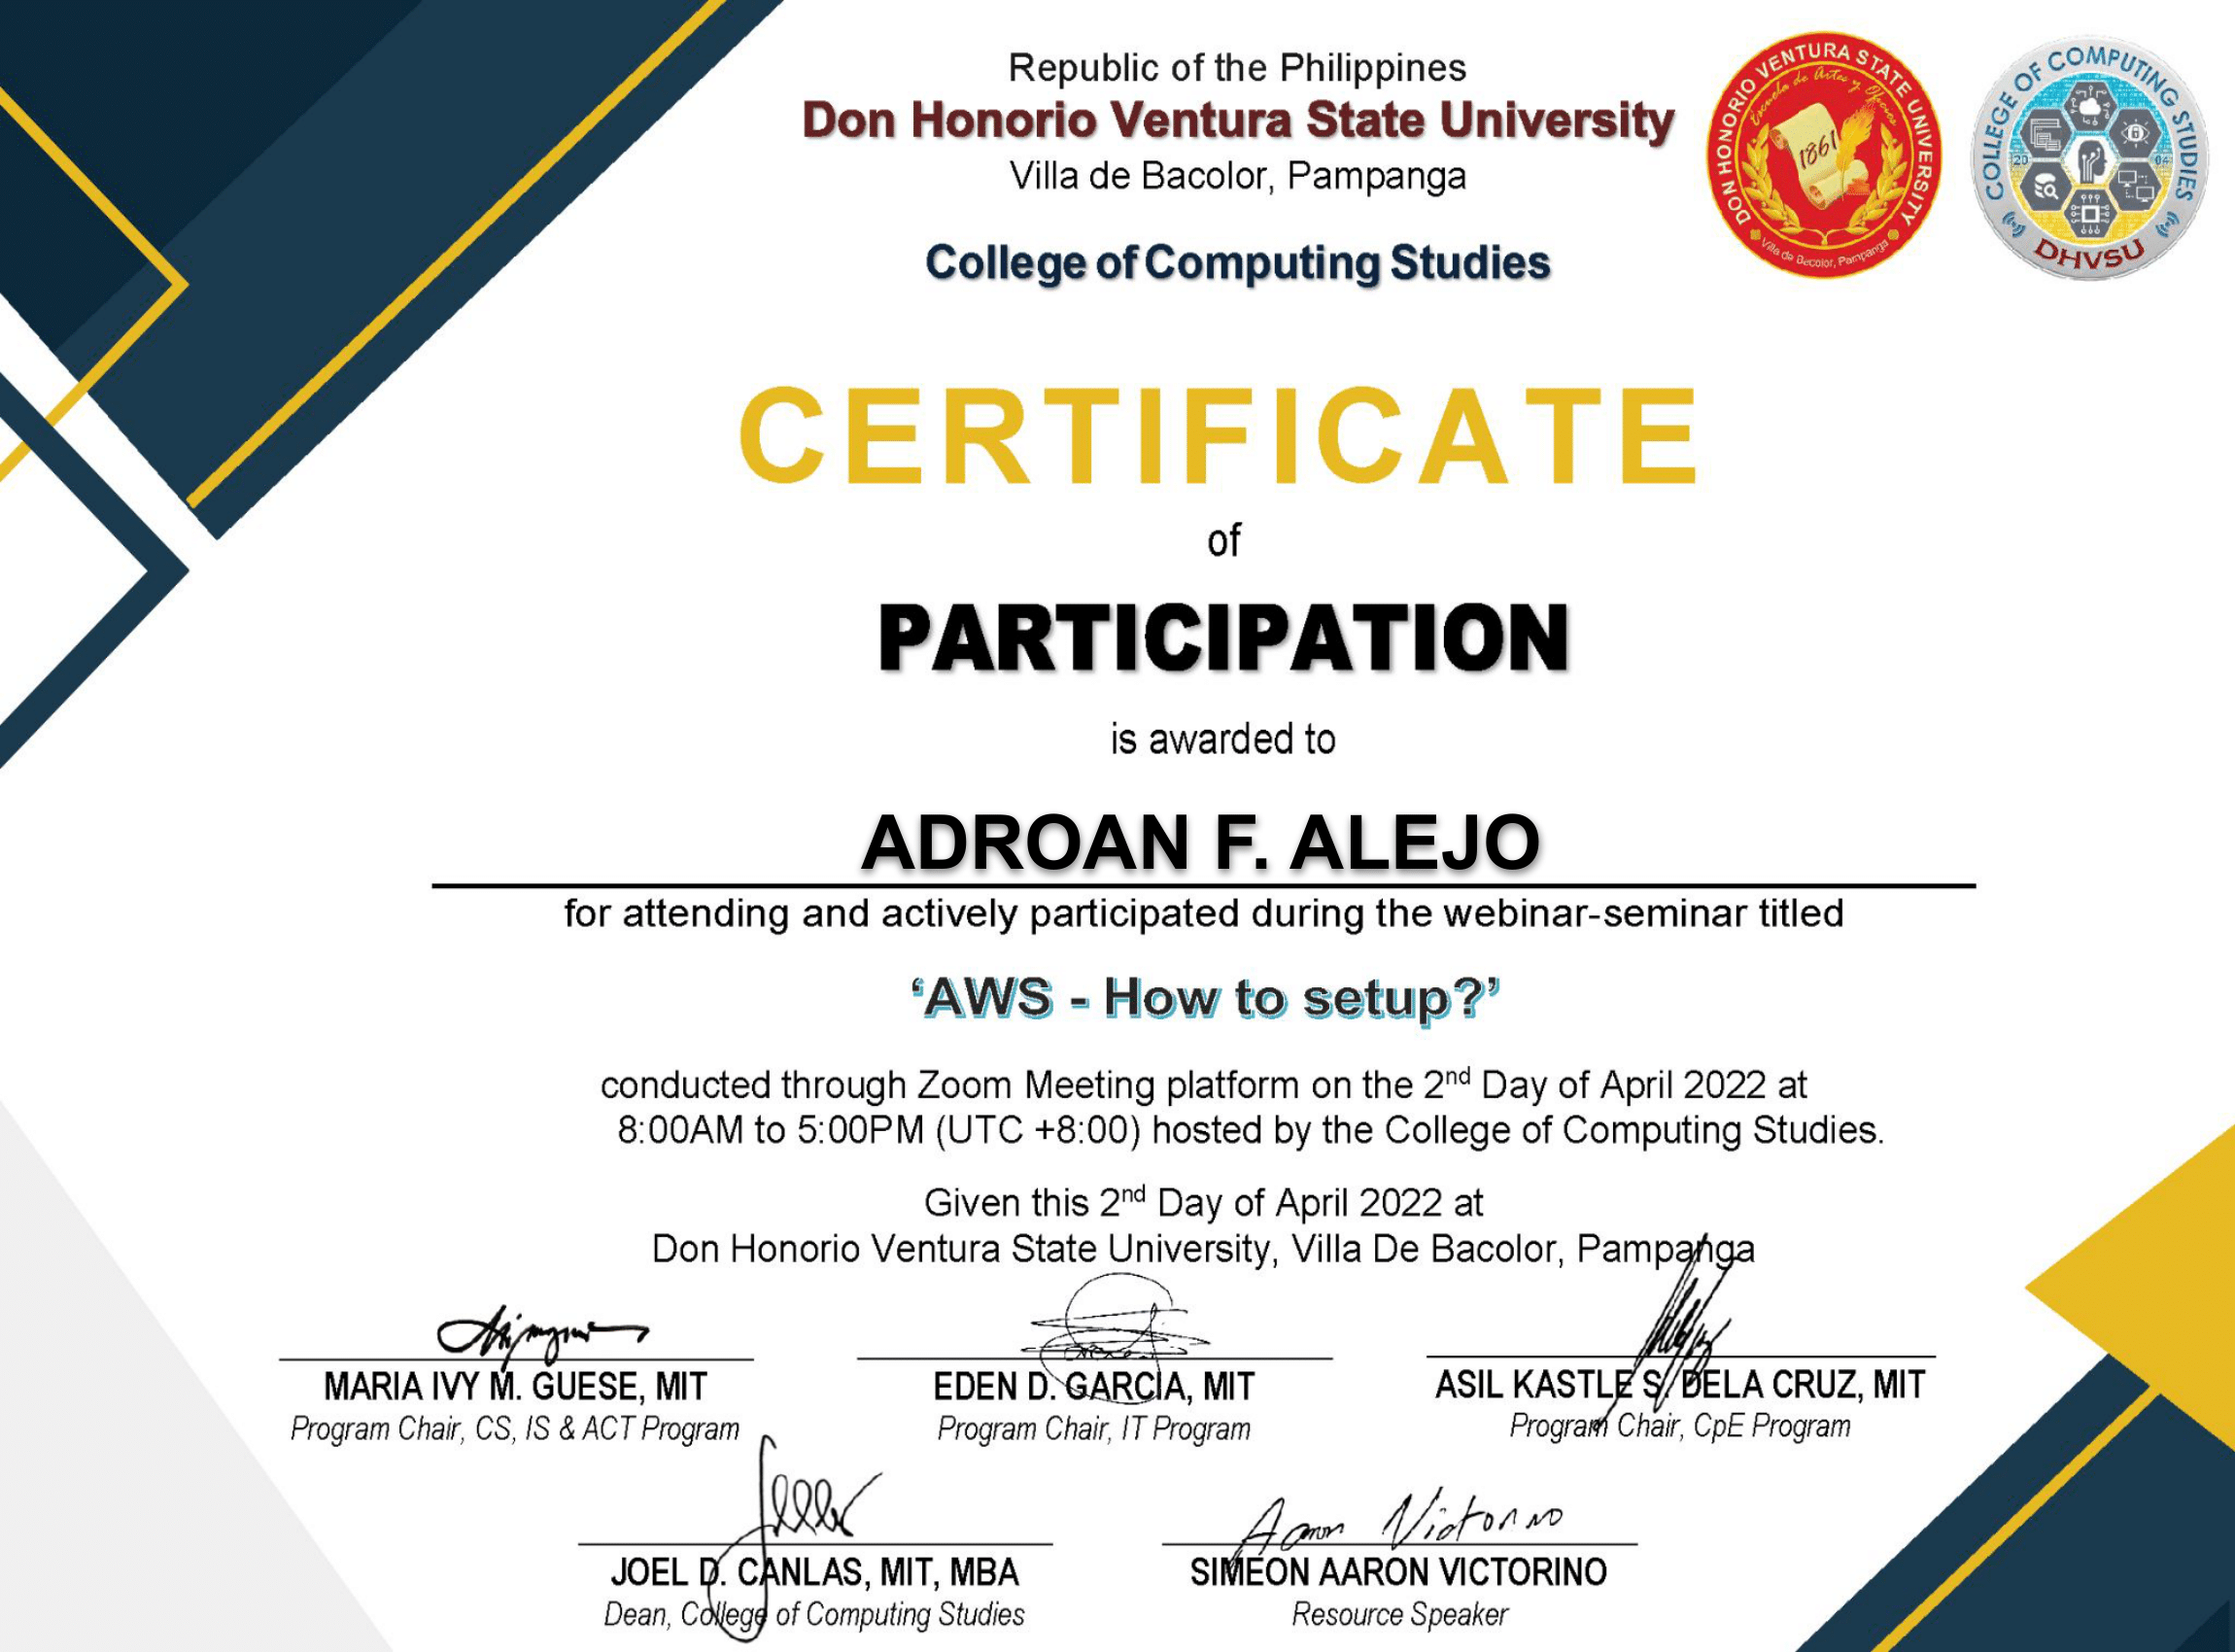 Republic of the Philippines
Don Honorio Ventura State University
Villa de Bacolor, Pampanga
College of Computing Studies
DON HONORIO VENTURA STATE UNIVERSITY
Escuela de Artes y Oficios
1861
Villa de Bacolor, Pampanga
COLLEGE OF COMPUTING STUDIES
20 04
DHVSU
CERTIFICATE
of
PARTICIPATION
is awarded to
ADROAN F. ALEJO
for attending and actively participated during the webinar-seminar titled
‘AWS - How to setup?’
conducted through Zoom Meeting platform on the 2nd Day of April 2022 at
8:00AM to 5:00PM (UTC +8:00) hosted by the College of Computing Studies.
Given this 2nd Day of April 2022 at
Don Honorio Ventura State University, Villa De Bacolor, Pampanga
MARIA IVY M. GUESE, MIT
Program Chair, CS, IS & ACT Program
EDEN D. GARCIA, MIT
Program Chair, IT Program
ASIL KASTLE S. DELA CRUZ, MIT
Program Chair, CpE Program
Aaron Victorino
JOEL D. CANLAS, MIT, MBA
Dean, College of Computing Studies
SIMEON AARON VICTORINO
Resource Speaker